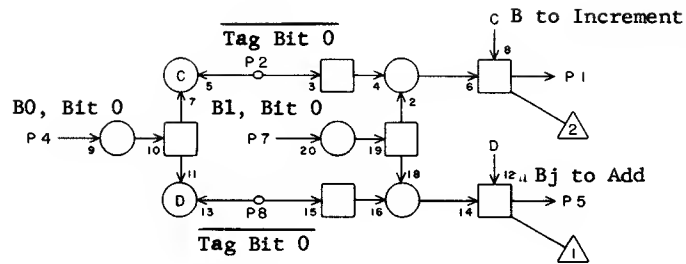 Tag Bit 0
C B to Increment
P2
8
C 5 3 4 6 P1
7
2
B0, Bit 0 B1, Bit 0
P4 P7
9 10 20 19
2
11 18
D Bj to Add
12
D 13 P8 15 16 14 P5
Tag Bit 0
1